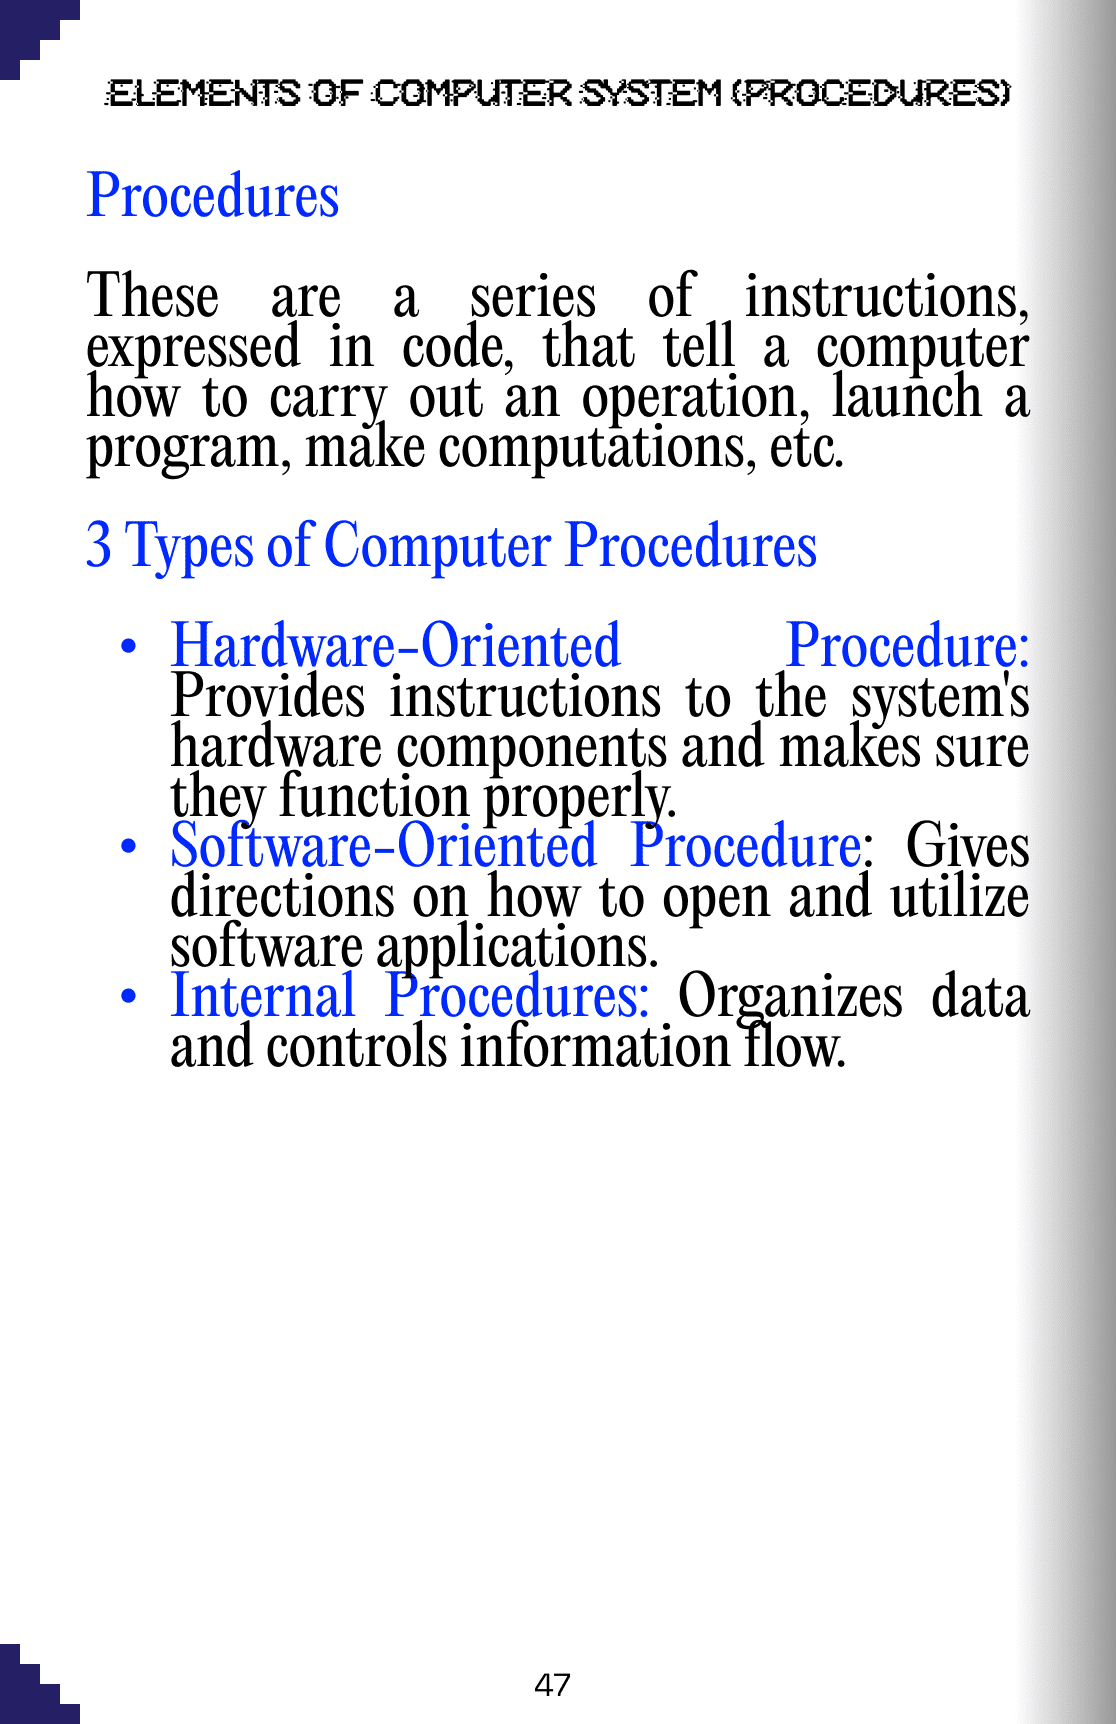 ELEMENTS OF COMPUTER SYSTEM (PROCEDURES)
Procedures
These are a series of instructions,
expressed in code, that tell a computer
how to carry out an operation, launch a
program, make computations, etc.
3 Types of Computer Procedures
• Hardware-Oriented Procedure:
Provides instructions to the system's
hardware components and makes sure
they function properly.
• Software-Oriented Procedure: Gives
directions on how to open and utilize
software applications.
• Internal Procedures: Organizes data
and controls information flow.
47